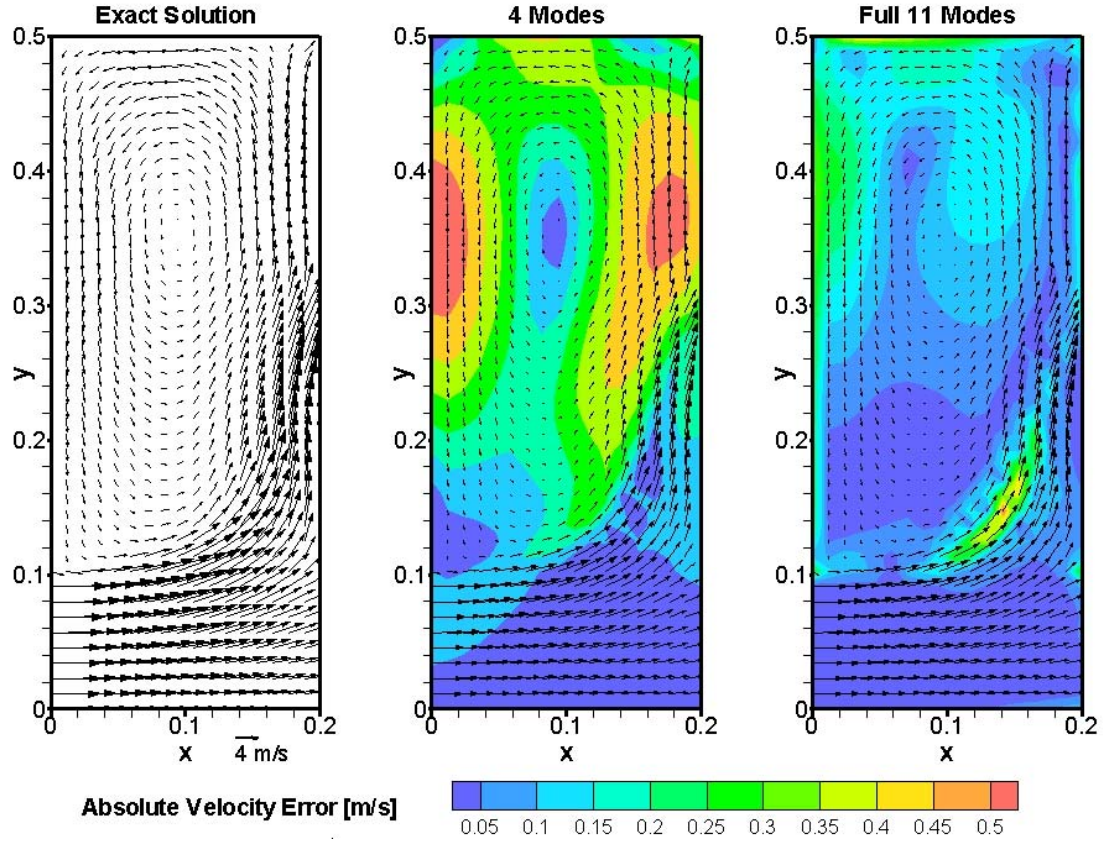 Exact Solution 4 Modes Full 11 Modes
0.5 0.5 0.5
0.4 0.4 0.4
0.3 0.3 0.3
y y y
0.2 0.2 0.2
0.1 0.1 0.1
0 0 0
0 0.1 0.2 0 0.1 0.2 0 0.1 0.2
x 4 m/s x x
Absolute Velocity Error [m/s]
0.05 0.1 0.15 0.2 0.25 0.3 0.35 0.4 0.45 0.5